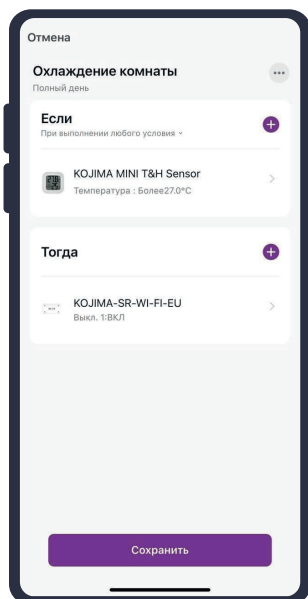 Отмена
Охлаждение комнаты
Полный день
Если
При выполнении любого условия
KOJIMA MINI T&H Sensor
Температура : Более27.0°C
Тогда
KOJIMA-SR-WI-FI-EU
Выкл. 1:ВКЛ
Сохранить